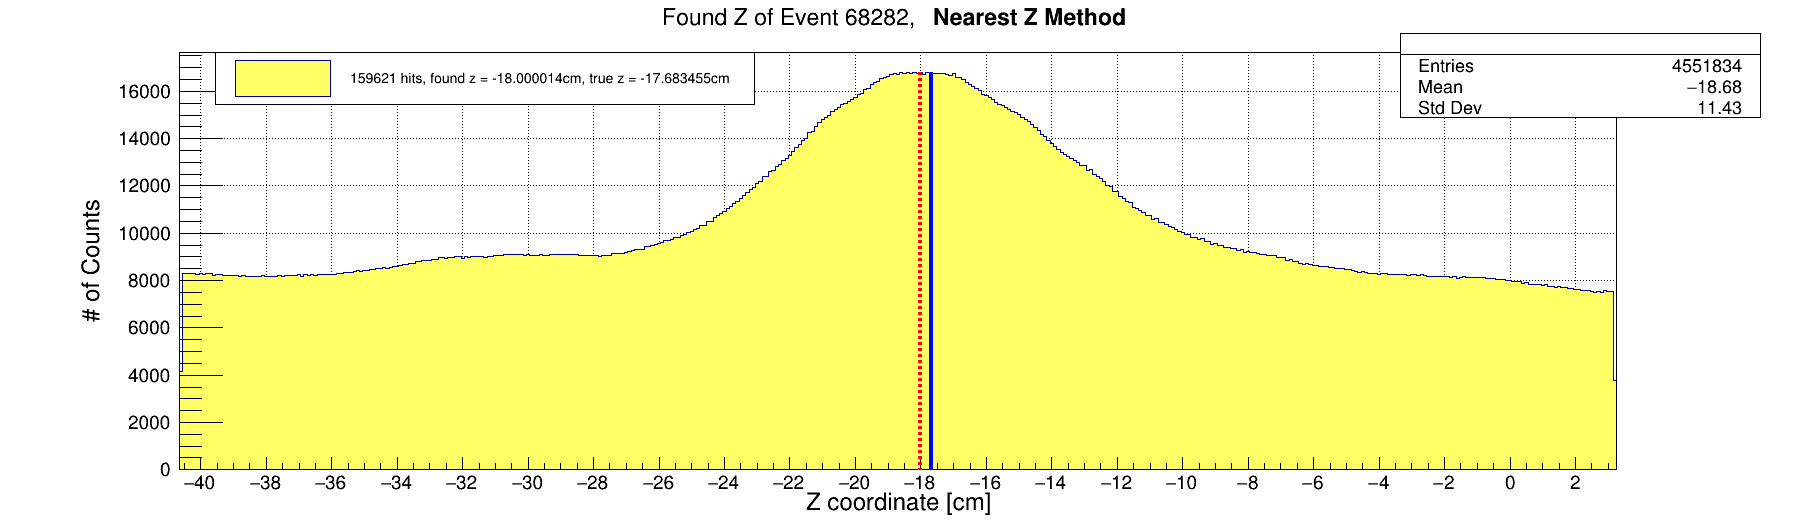 Found Z of Event 68282, Nearest Z Method
159621 hits, found z = -18.000014cm, true z = -17.683455cm
Entries 4551834
Mean −18.68
Std Dev 11.43
# of Counts
16000
14000
12000
10000
8000
6000
4000
2000
0
−40 −38 −36 −34 −32 −30 −28 −26 −24 −22 −20 −18 −16 −14 −12 −10 −8 −6 −4 −2 0 2
Z coordinate [cm]